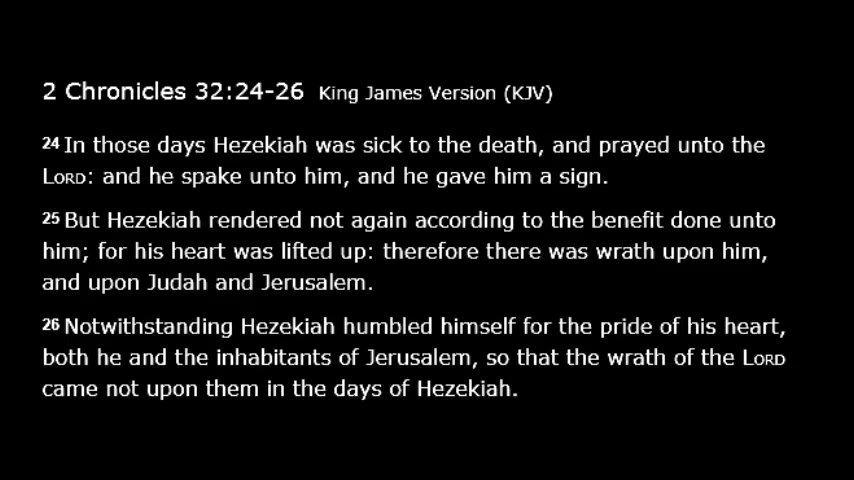 2 Chronicles 32:24-26 King James Version (KJV)
24 In those days Hezekiah was sick to the death, and prayed unto the
LORD: and he spake unto him, and he gave him a sign.
25 But Hezekiah rendered not again according to the benefit done unto
him; for his heart was lifted up: therefore there was wrath upon him,
and upon Judah and Jerusalem.
26 Notwithstanding Hezekiah humbled himself for the pride of his heart,
both he and the inhabitants of Jerusalem, so that the wrath of the LORD
came not upon them in the days of Hezekiah.